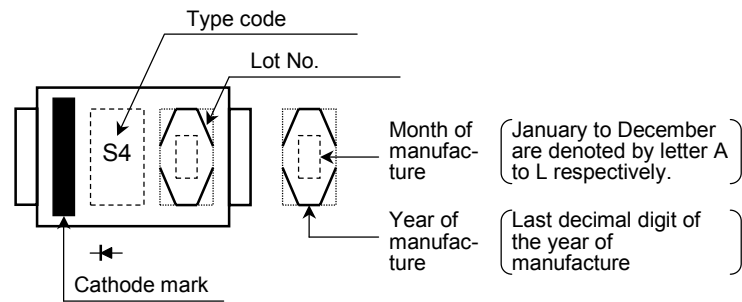 Type code
Lot No.
S4
Month of
manufac-
ture
January to December
are denoted by letter A
to L respectively.
Year of
manufac-
ture
Last decimal digit of
the year of
manufacture
Cathode mark